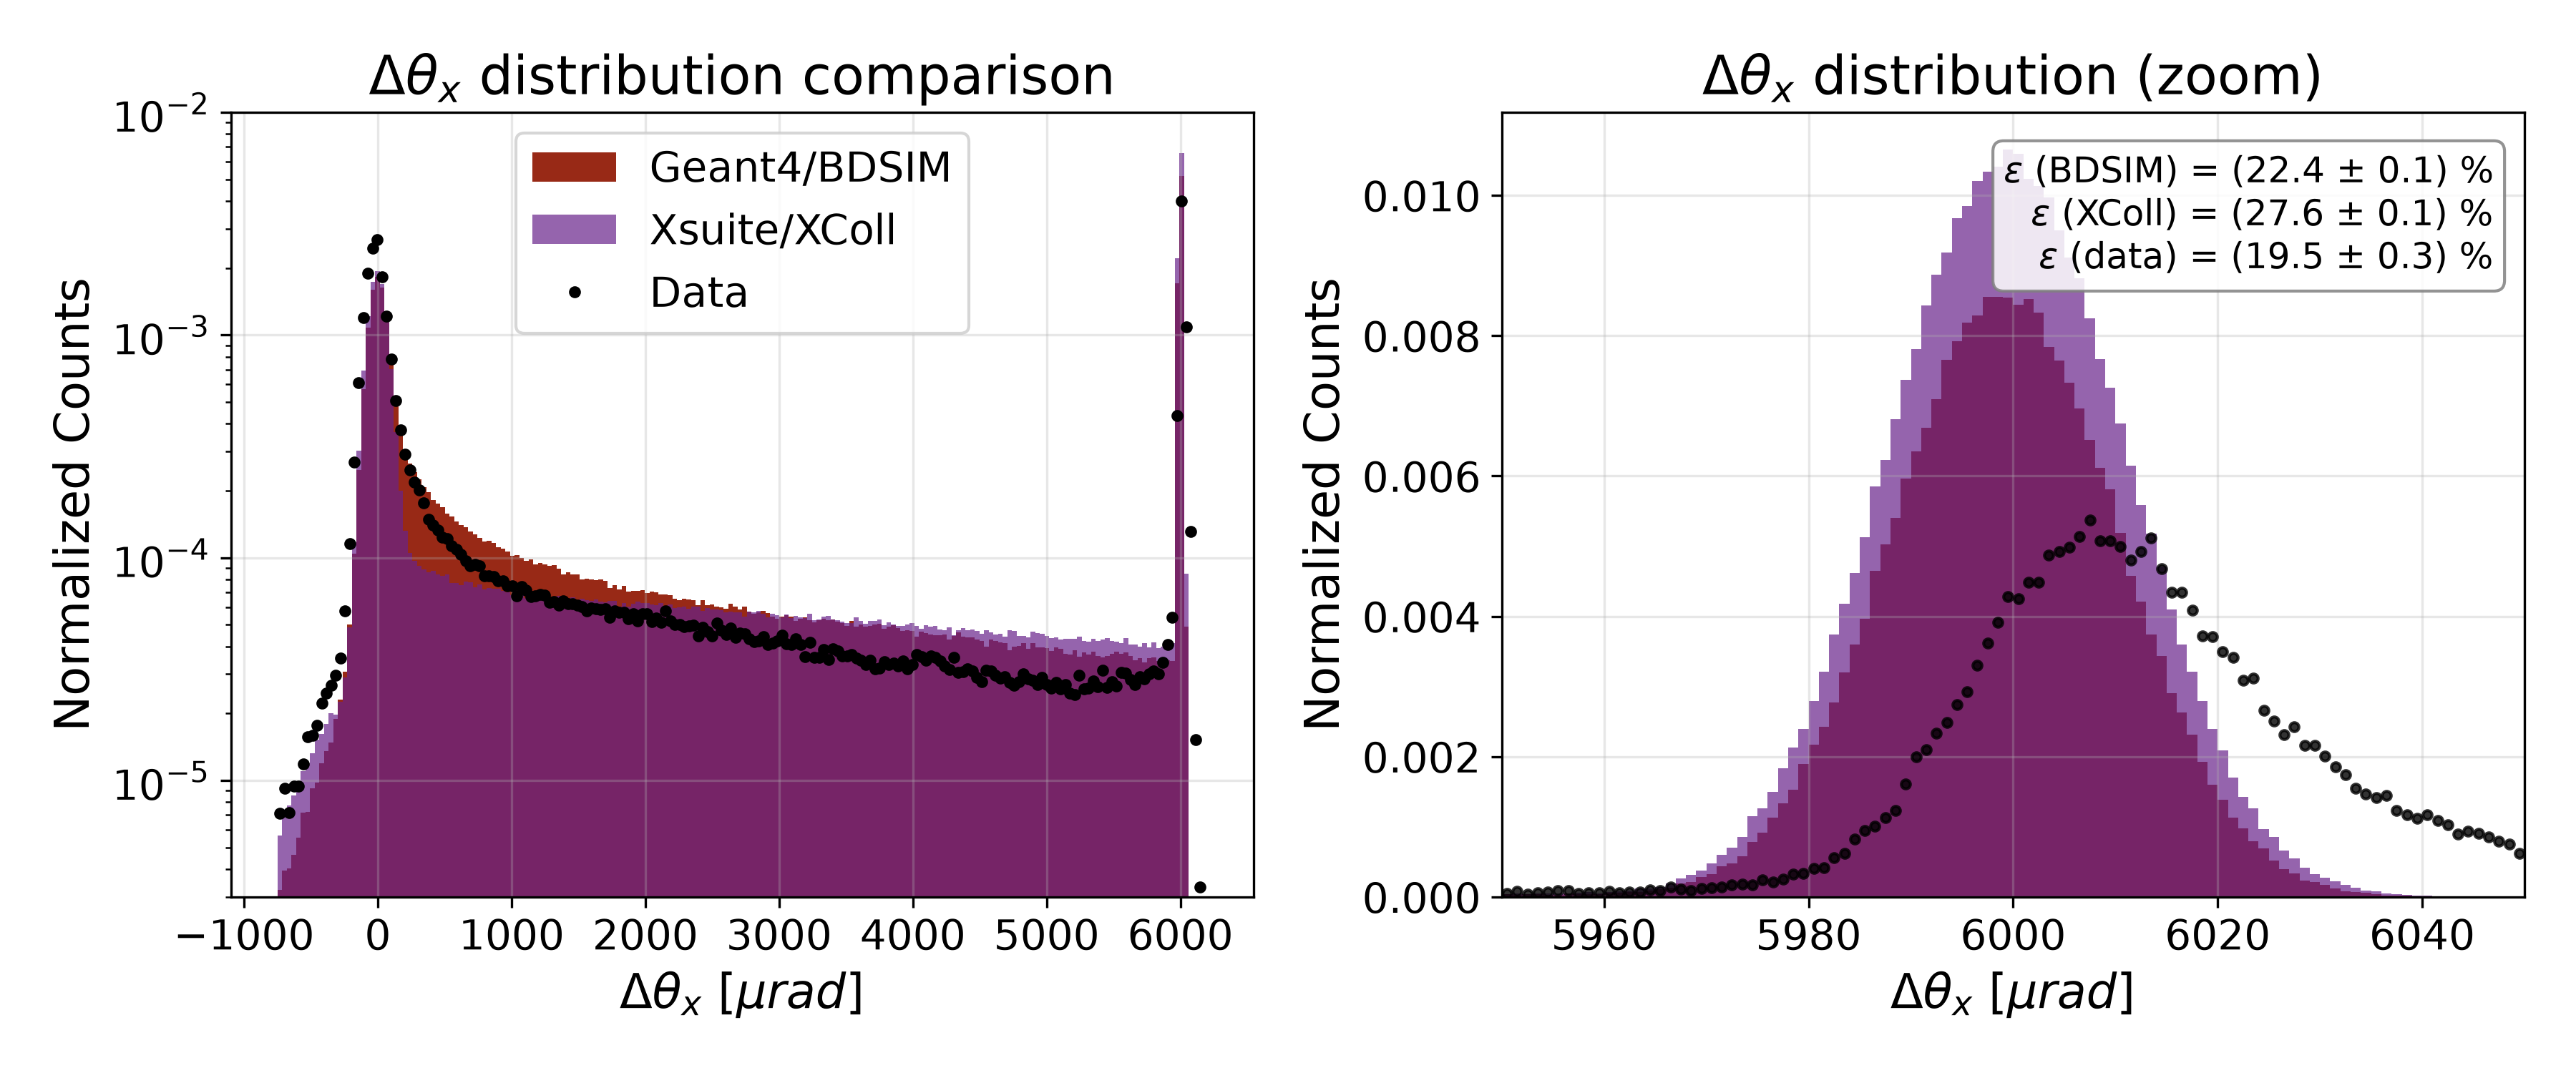 Δθx distribution comparison
Normalized Counts
10−2
10−3
10−4
10−5
Geant4/BDSIM
Xsuite/XColl
Data
−1000 0 1000 2000 3000 4000 5000 6000
Δθx [μrad]
Δθx distribution (zoom)
Normalized Counts
0.010
0.008
0.006
0.004
0.002
0.000
ε (BDSIM) = (22.4 ± 0.1) %
ε (XColl) = (27.6 ± 0.1) %
ε (data) = (19.5 ± 0.3) %
5960 5980 6000 6020 6040
Δθx [μrad]